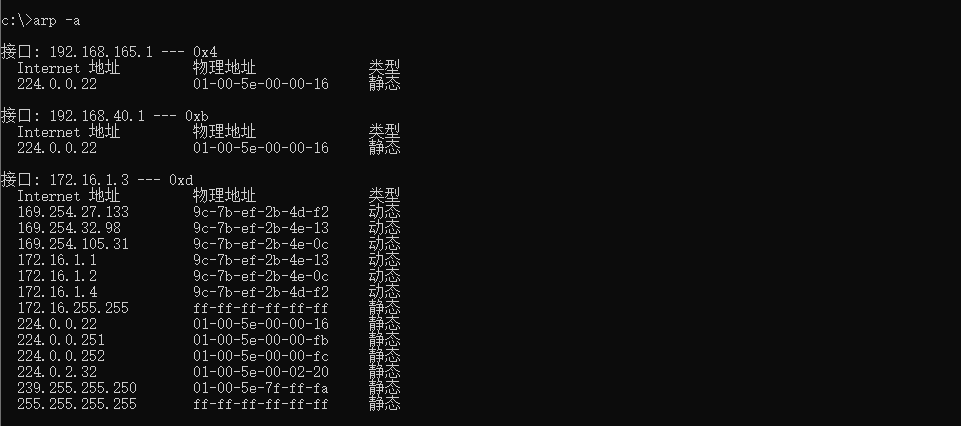 c:\>arp -a
接口: 192.168.165.1 --- 0x4
Internet 地址 物理地址 类型
224.0.0.22 01-00-5e-00-00-16 静态
接口: 192.168.40.1 --- 0xb
Internet 地址 物理地址 类型
224.0.0.22 01-00-5e-00-00-16 静态
接口: 172.16.1.3 --- 0xd
Internet 地址 物理地址 类型
169.254.27.133 9c-7b-ef-2b-4d-f2 动态
169.254.32.98 9c-7b-ef-2b-4e-13 动态
169.254.105.31 9c-7b-ef-2b-4e-0c 动态
172.16.1.1 9c-7b-ef-2b-4e-13 动态
172.16.1.2 9c-7b-ef-2b-4e-0c 动态
172.16.1.4 9c-7b-ef-2b-4d-f2 动态
172.16.255.255 ff-ff-ff-ff-ff-ff 静态
224.0.0.22 01-00-5e-00-00-16 静态
224.0.0.251 01-00-5e-00-00-fb 静态
224.0.0.252 01-00-5e-00-00-fc 静态
224.0.2.32 01-00-5e-00-02-20 静态
239.255.255.250 01-00-5e-7f-ff-fa 静态
255.255.255.255 ff-ff-ff-ff-ff-ff 静态